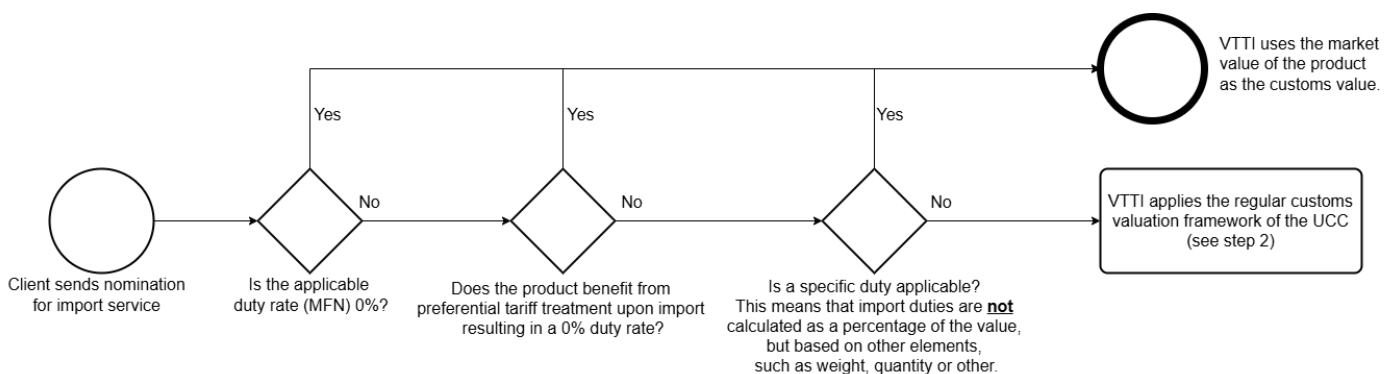 VTTI uses the market
value of the product
as the customs value.
Yes
Yes
Yes
No
No
No
VTTI applies the regular customs
valuation framework of the UCC
(see step 2)
Client sends nomination
for import service
Is the applicable
duty rate (MFN) 0%?
Does the product benefit from
preferential tariff treatment upon import
resulting in a 0% duty rate?
Is a specific duty applicable?
This means that import duties are not
calculated as a percentage of the value,
but based on other elements,
such as weight, quantity or other.